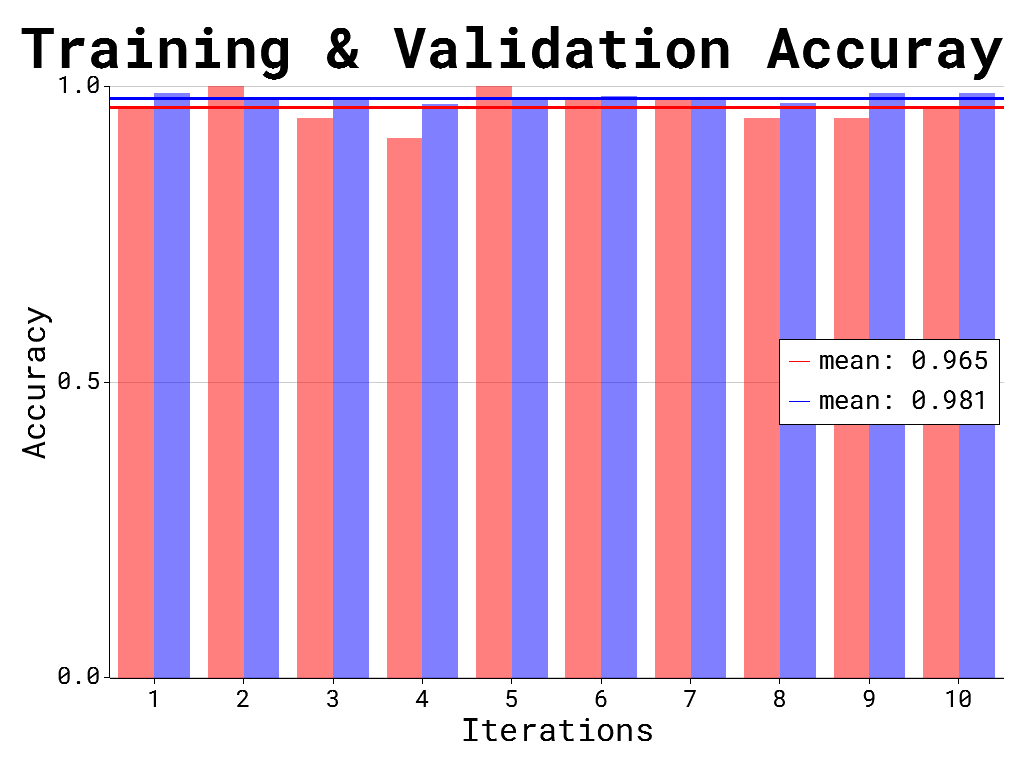 Training & Validation Accuray
1.0
0.5
0.0
Accuracy
mean: 0.965
mean: 0.981
1 2 3 4 5 6 7 8 9 10
Iterations